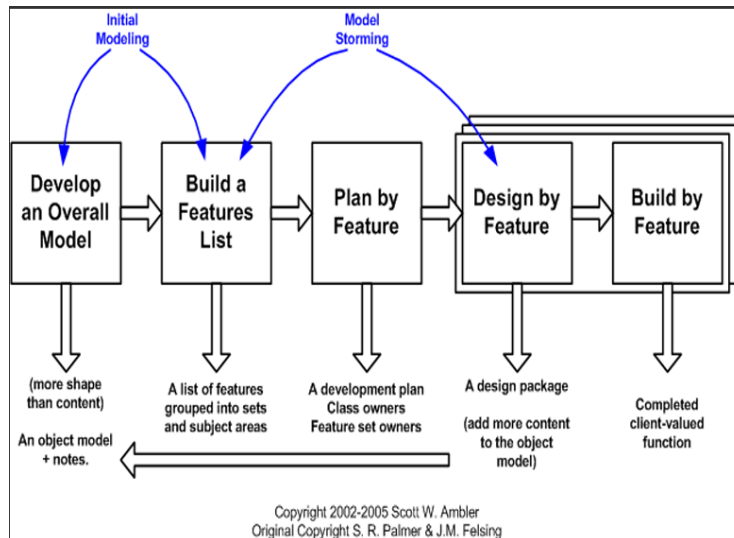 Initial
Modeling
Model
Storming
Develop
an Overall
Model
Build a
Features
List
Plan by
Feature
Design by
Feature
Build by
Feature
(more shape
than content)
An object model
+ notes.
A list of features
grouped into sets
and subject areas
A development plan
Class owners
Feature set owners
A design package
(add more content
to the object
model)
Completed
client-valued
function
Copyright 2002-2005 Scott W. Ambler
Original Copyright S. R. Palmer & J.M. Felsing